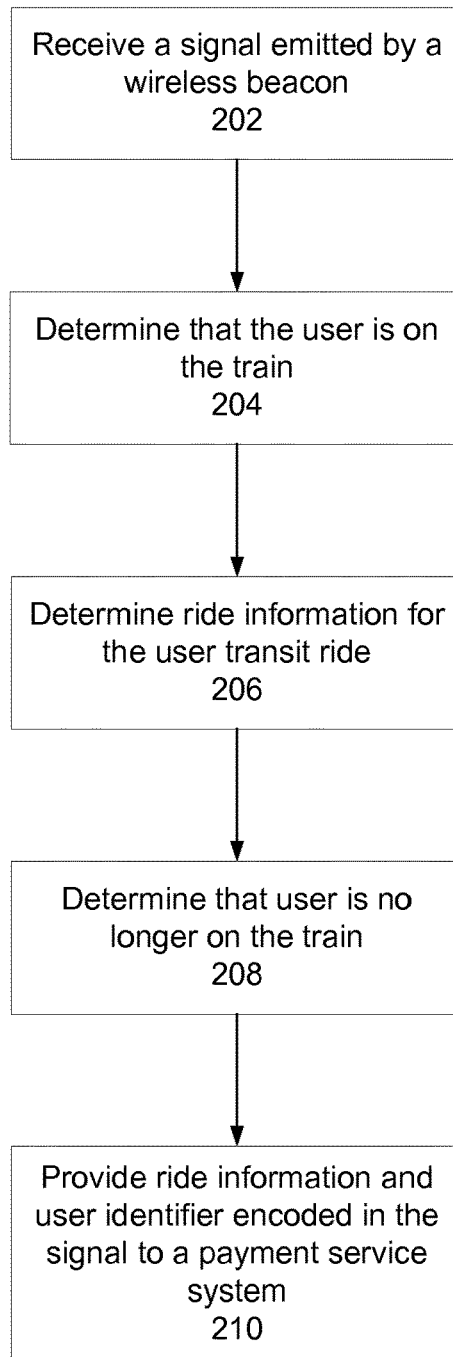 Receive a signal emitted by a
wireless beacon
202
Determine that the user is on
the train
204
Determine ride information for
the user transit ride
206
Determine that user is no
longer on the train
208
Provide ride information and
user identifier encoded in the
signal to a payment service
system
210